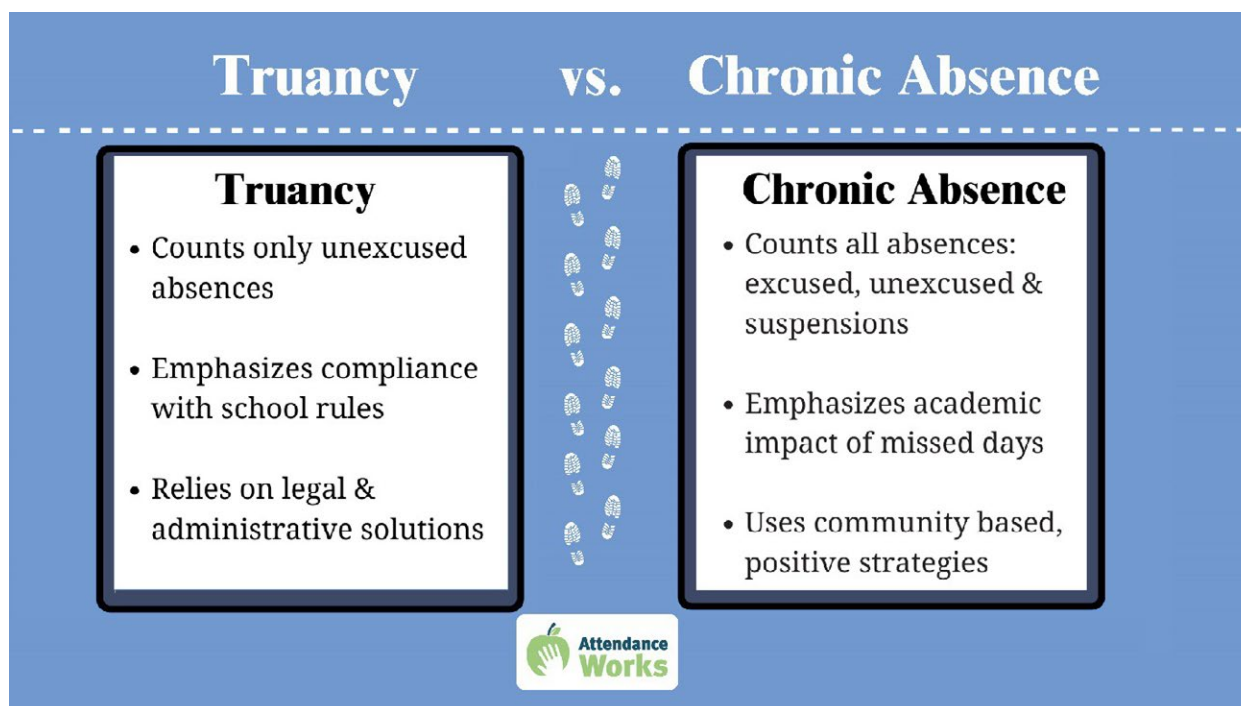 Truancy vs. Chronic Absence
Truancy
• Counts only unexcused
absences
• Emphasizes compliance
with school rules
• Relies on legal &
administrative solutions
Chronic Absence
• Counts all absences:
excused, unexcused &
suspensions
• Emphasizes academic
impact of missed days
• Uses community based,
positive strategies
Attendance
Works